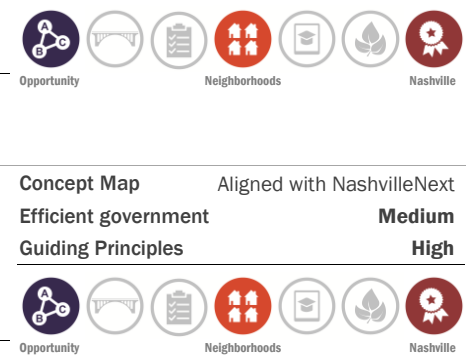 A B C
Opportunity Neighborhoods Nashville
Concept Map Aligned with NashvilleNext
Efficient government Medium
Guiding Principles High
A B C
Opportunity Neighborhoods Nashville